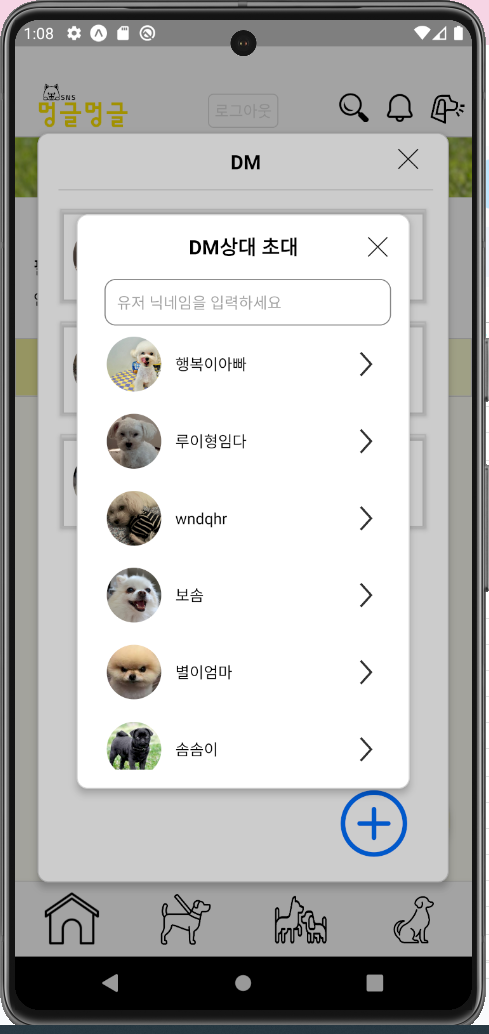 1:08
SNS
멍글멍글
로그아웃
DM
DM상대 초대
유저 닉네임을 입력하세요
행복이아빠
루이형임다
wndqhr
보솜
별이엄마
솜솜이